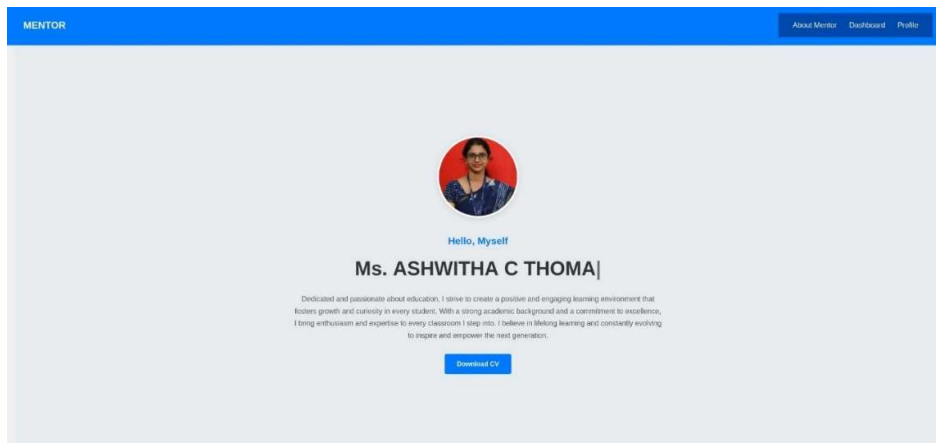 MENTOR
About Mentor Dashboard Profile
Hello, Myself
Ms. ASHWITHA C THOMA|
Dedicated and passionate about education, I strive to create a positive and engaging learning environment that
fosters growth and curiosity in every student. With a strong academic background and a commitment to excellence,
I bring enthusiasm and expertise to every classroom I step into. I believe in lifelong learning and constantly evolving
to inspire and empower the next generation.
Download CV